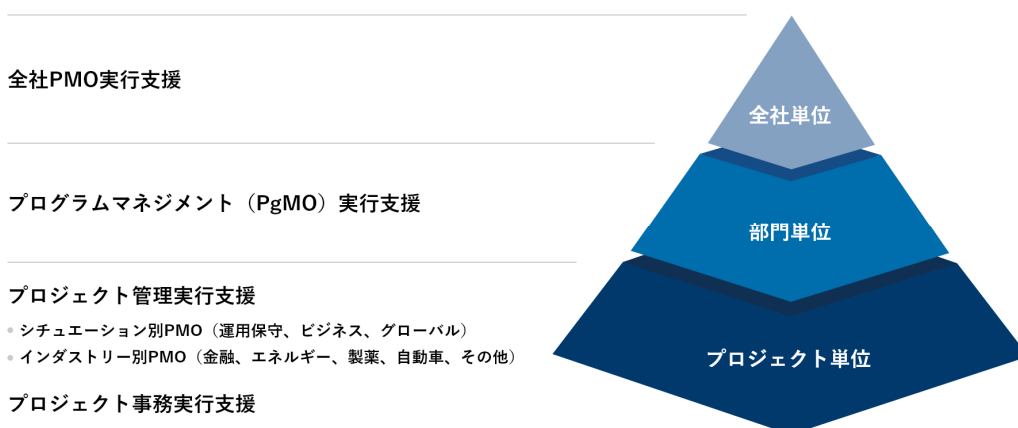 全社PMO実行支援
全社単位
プログラムマネジメント（PgMO）実行支援
部門単位
プロジェクト管理実行支援
• シチュエーション別PMO（運用保守、ビジネス、グローバル）
• インダストリー別PMO（金融、エネルギー、製薬、自動車、その他）
プロジェクト単位
プロジェクト事務実行支援